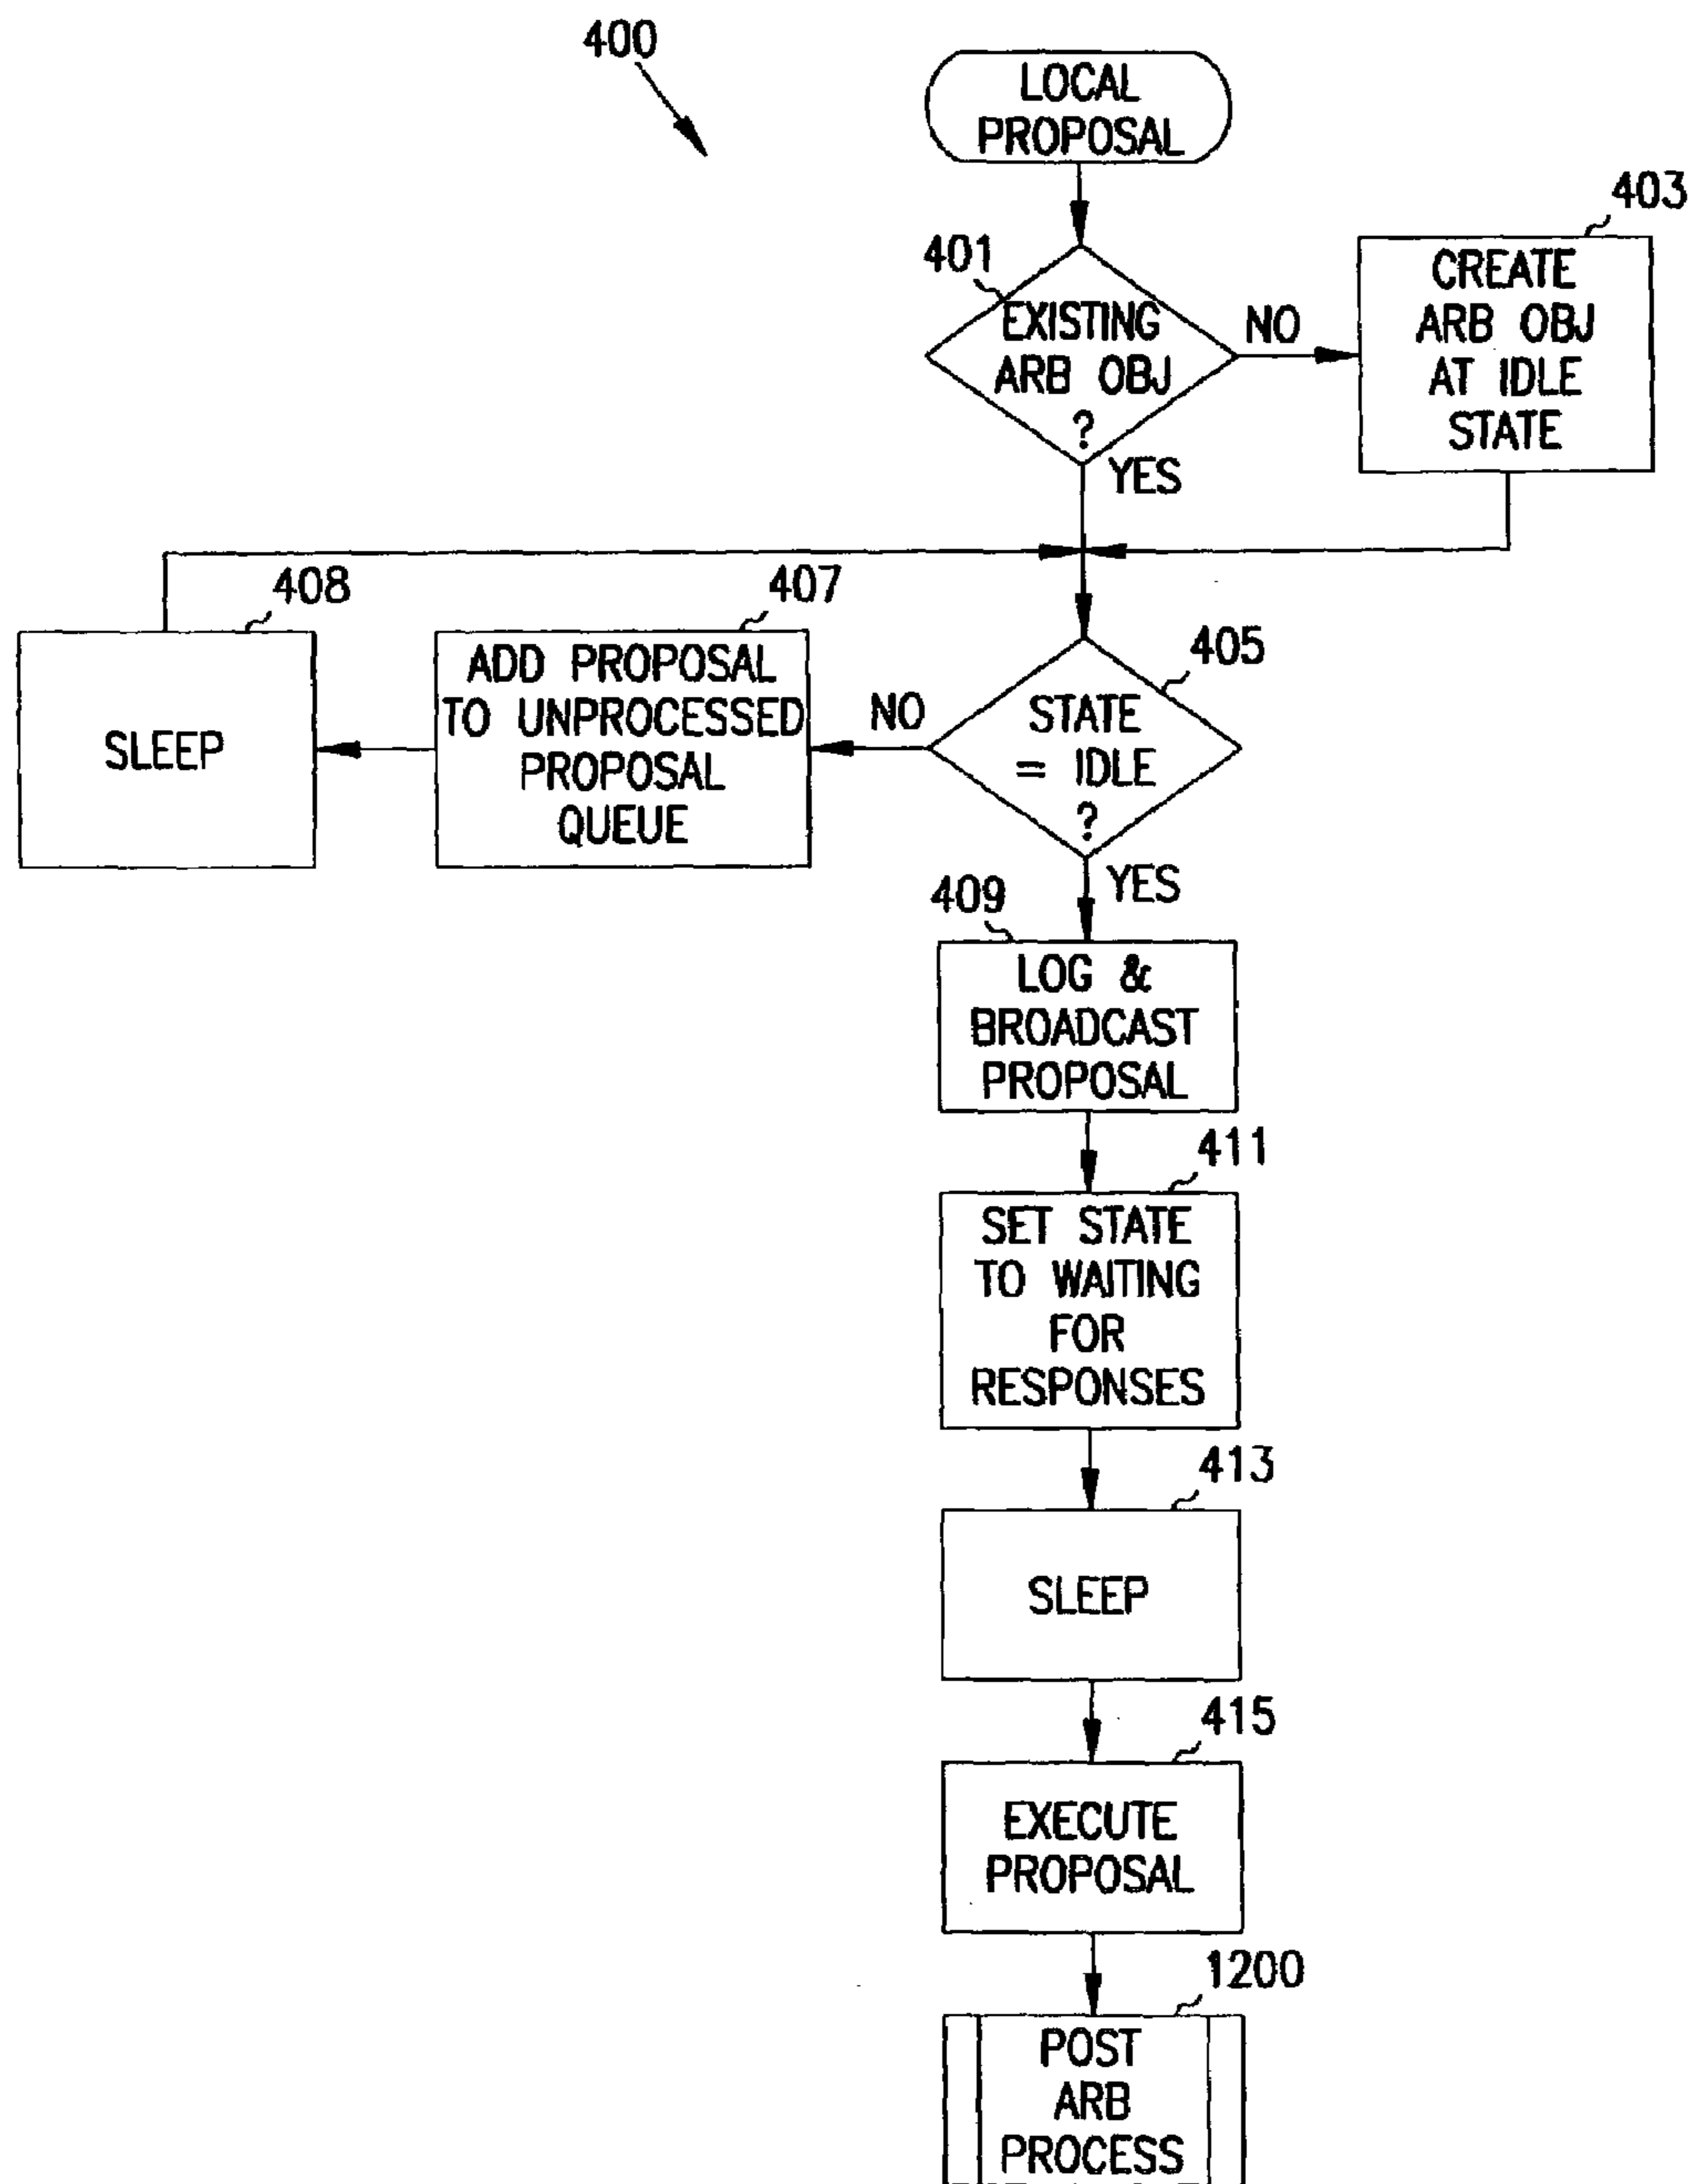 400
LOCAL
PROPOSAL
401
EXISTING
ARB OBJ
?
NO
403
CREATE
ARB OBJ
AT IDLE
STATE
YES
408
SLEEP
407
ADD PROPOSAL
TO UNPROCESSED
PROPOSAL
QUEUE
NO
405
STATE
= IDLE
?
YES
409
LOG &
BROADCAST
PROPOSAL
411
SET STATE
TO WAITING
FOR
RESPONSES
413
SLEEP
415
EXECUTE
PROPOSAL
1200
POST
ARB
PROCESS